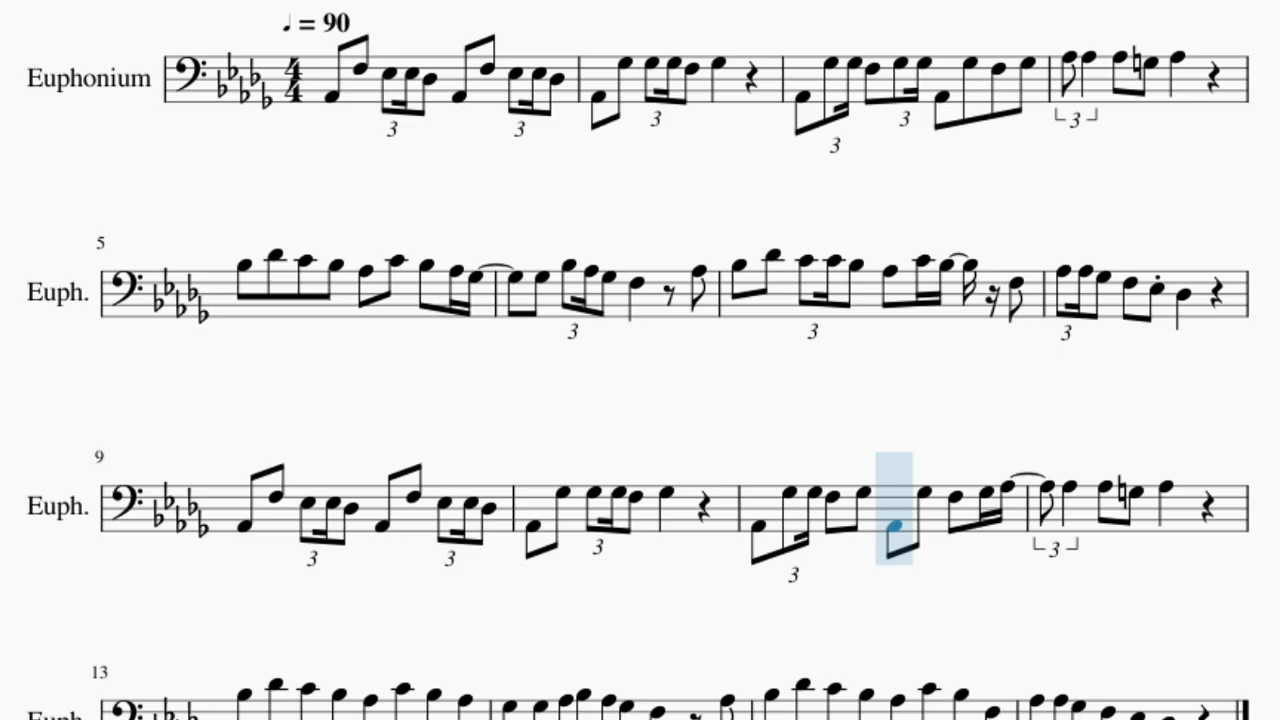 ♩ = 90
Euphonium 4/4
3 3 3 3 3 3
5
Euph.
3 3 3
9
Euph.
3 3 3 3 3
13
Euph.